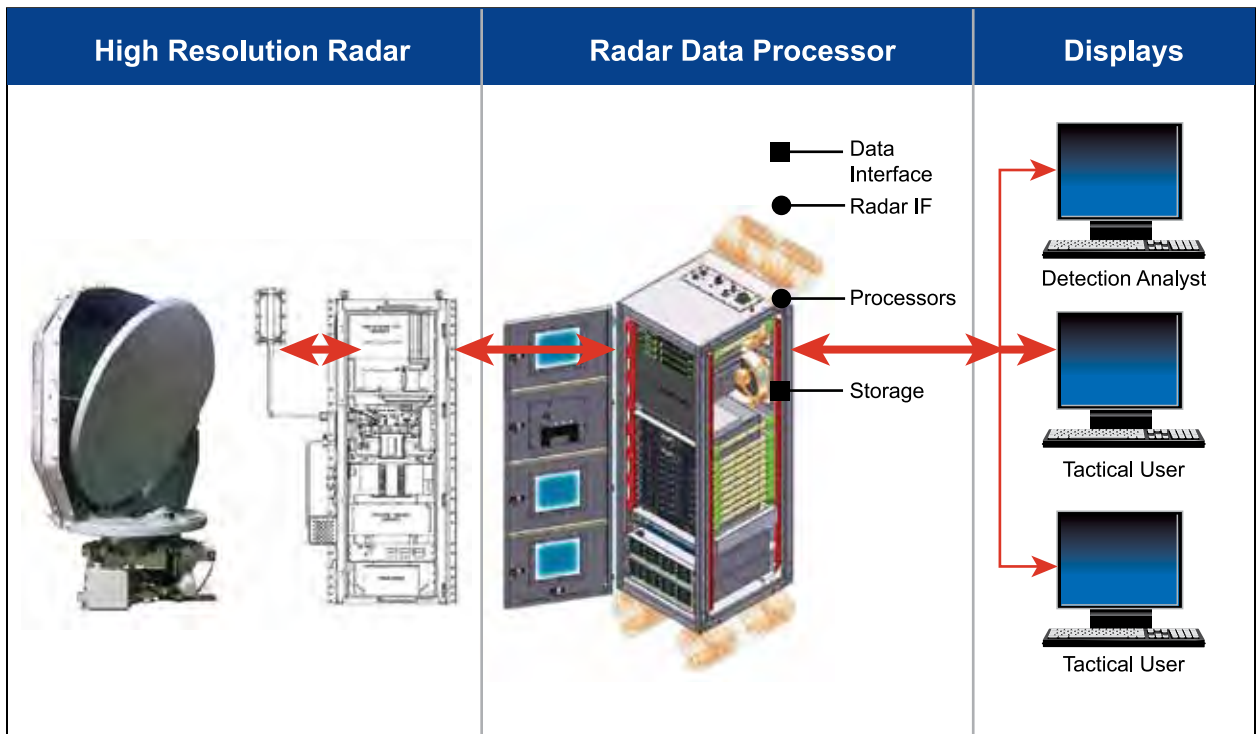 High Resolution Radar
Radar Data Processor
Displays
Data
Interface
Radar IF
Processors
Storage
Detection Analyst
Tactical User
Tactical User